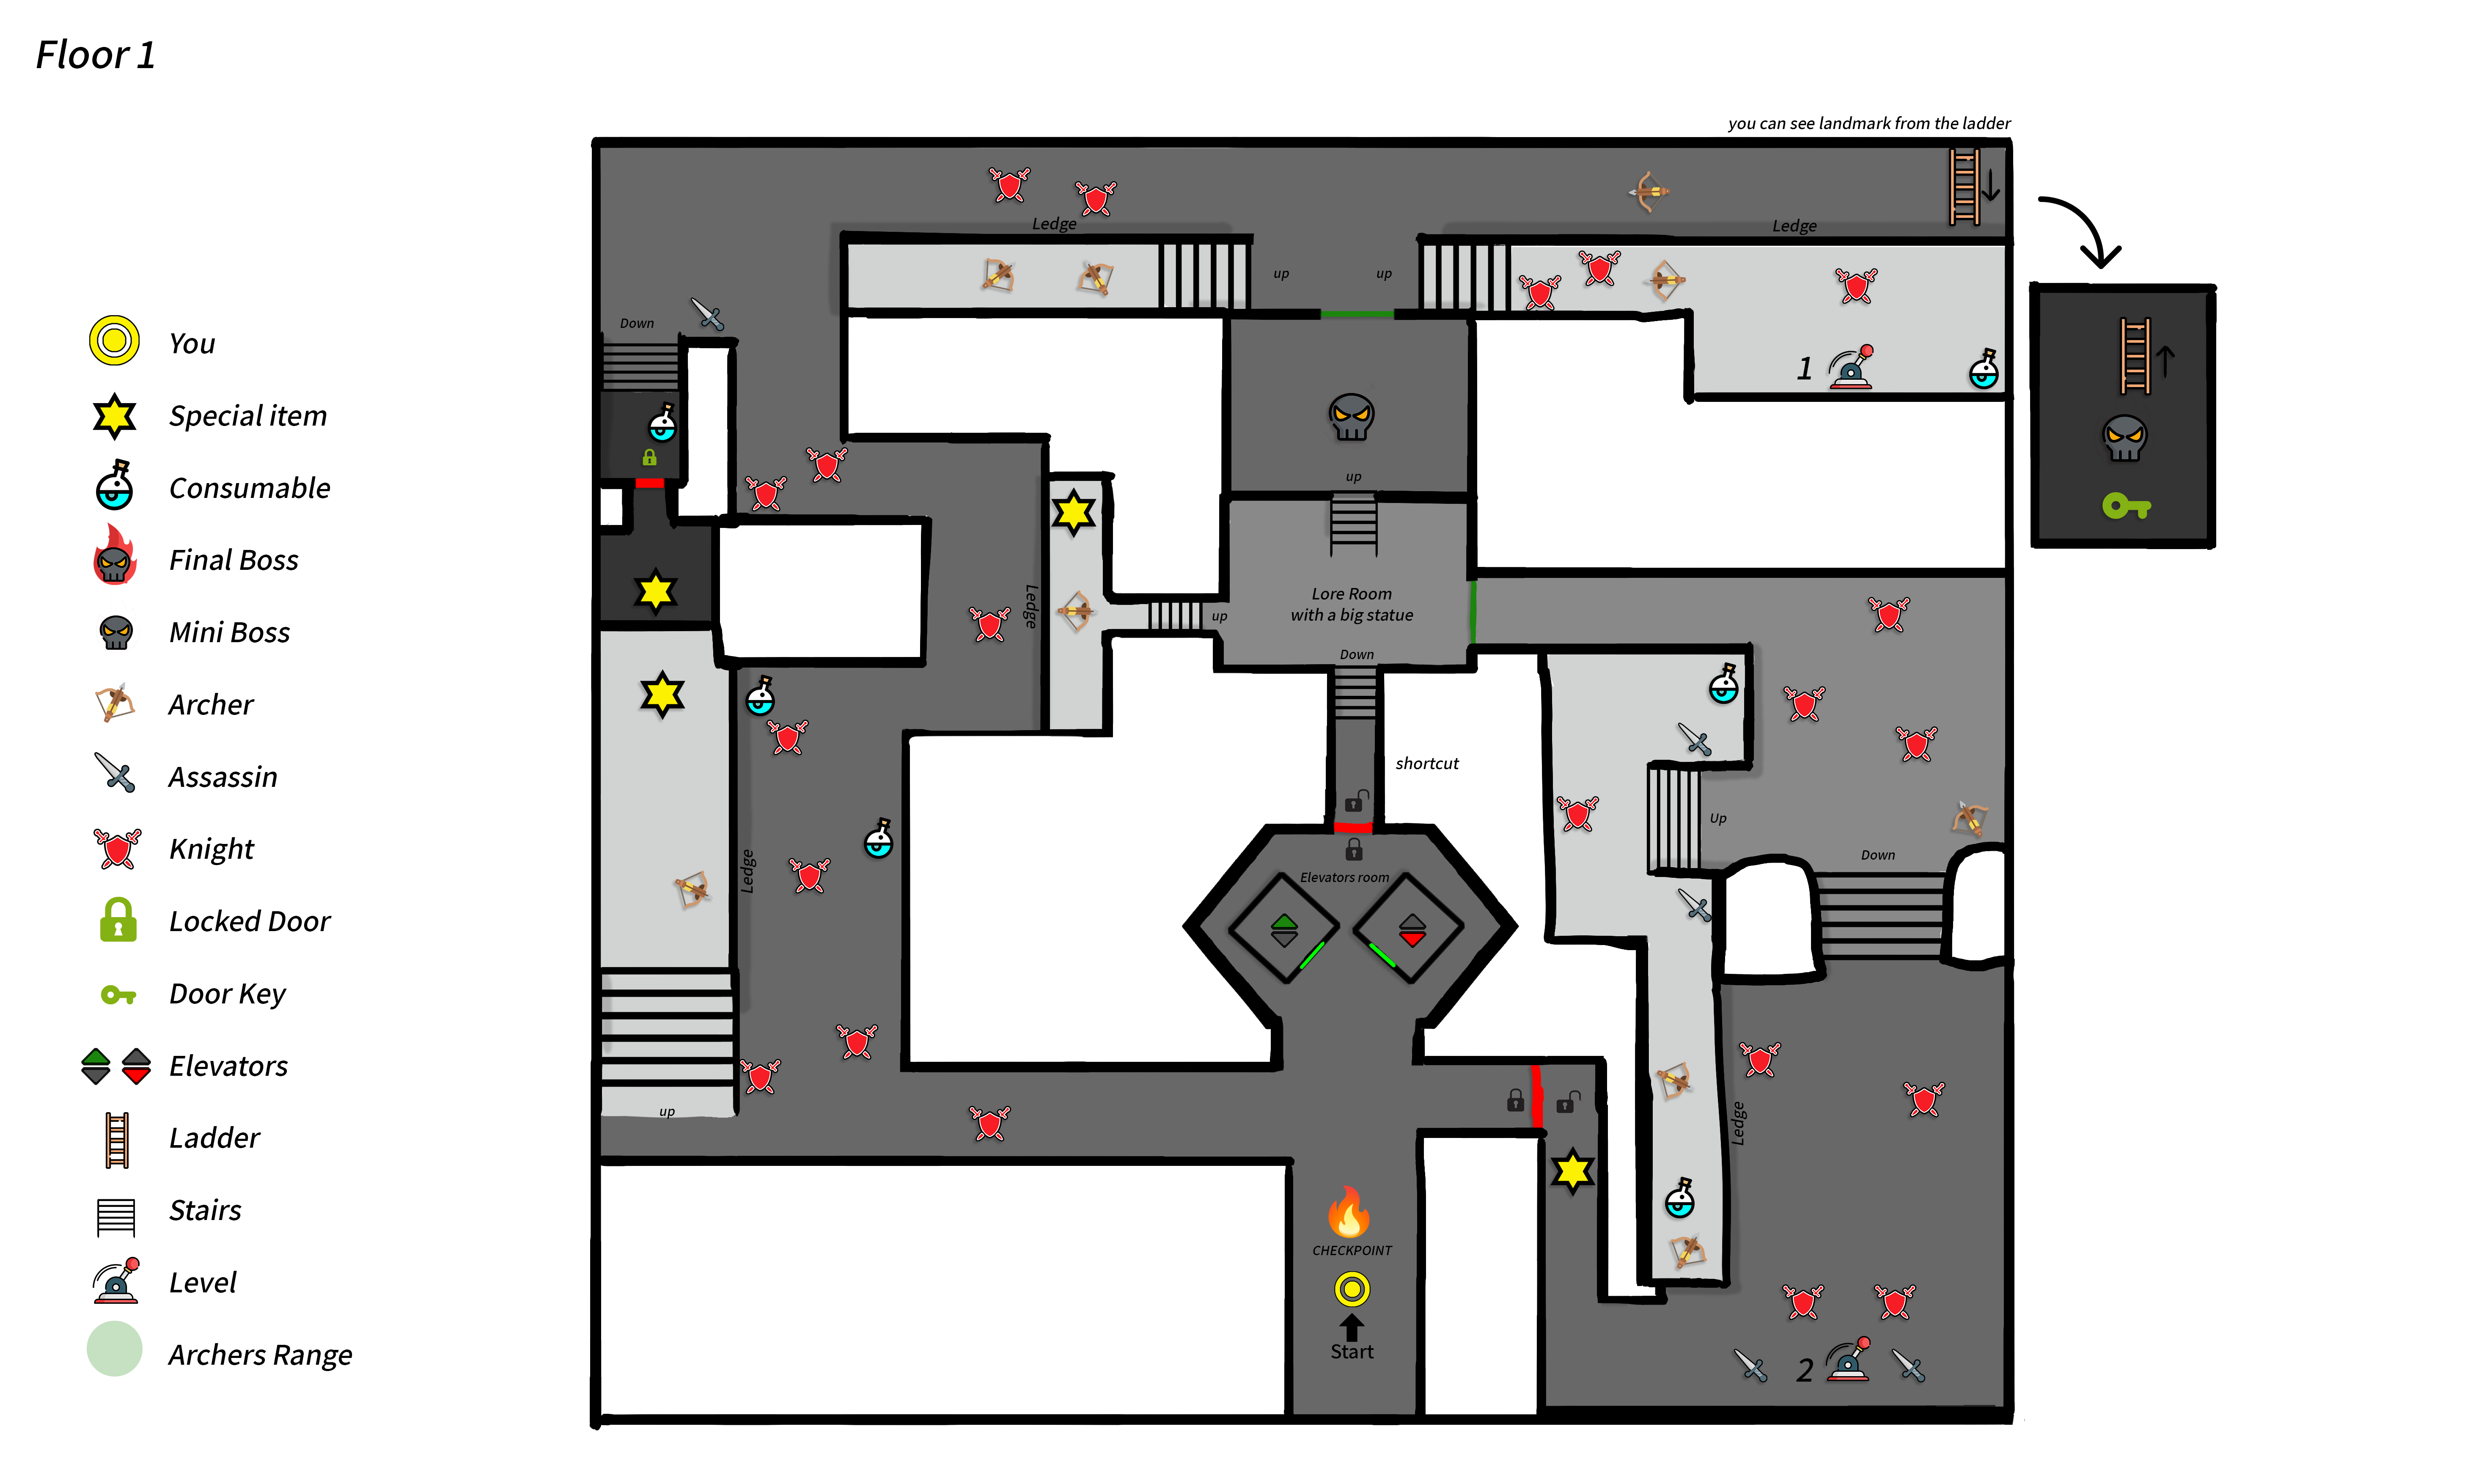 Floor 1
you can see landmark from the ladder
Ledge
Ledge
up
up
Down
You
Special item
Consumable
Final Boss
Mini Boss
Archer
Assassin
Knight
Locked Door
Door Key
Elevators
Ladder
Stairs
Level
Archers Range
1
up
Ledge
Lore Room
with a big statue
up
Down
shortcut
Up
Down
Ledge
Elevators room
up
Ledge
CHECKPOINT
Start
2